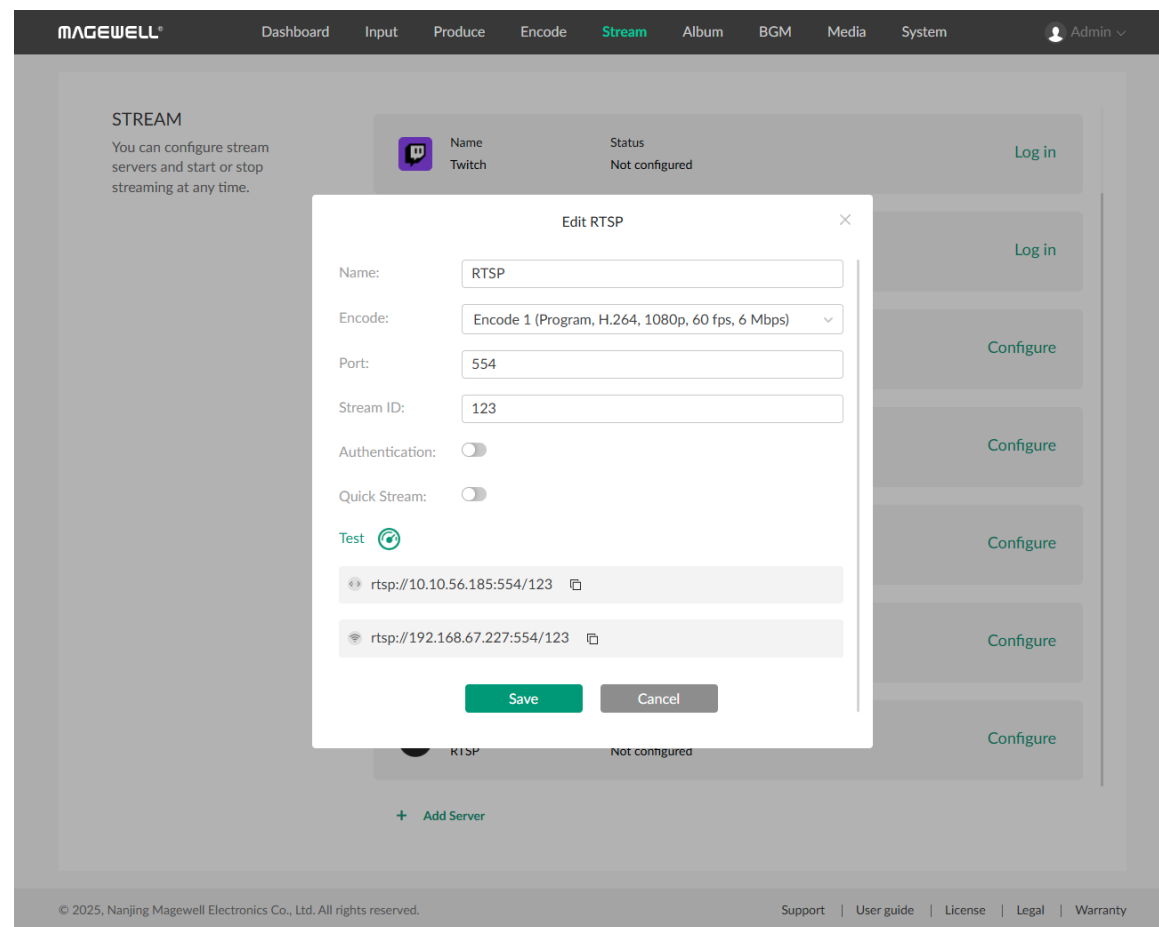 MAGEWELL®
Dashboard Input Produce Encode Stream Album BGM Media System Admin
STREAM
You can configure stream
servers and start or stop
streaming at any time.
Name Status
Twitch Not configured
Log in
Log in
Configure
Configure
Configure
Configure
RTSP Not configured
Configure
+ Add Server
Edit RTSP
Name: RTSP
Encode: Encode 1 (Program, H.264, 1080p, 60 fps, 6 Mbps)
Port: 554
Stream ID: 123
Authentication:
Quick Stream:
Test
rtsp://10.10.56.185:554/123
rtsp://192.168.67.227:554/123
Save Cancel
© 2025, Nanjing Magewell Electronics Co., Ltd. All rights reserved.
Support | User guide | License | Legal | Warranty